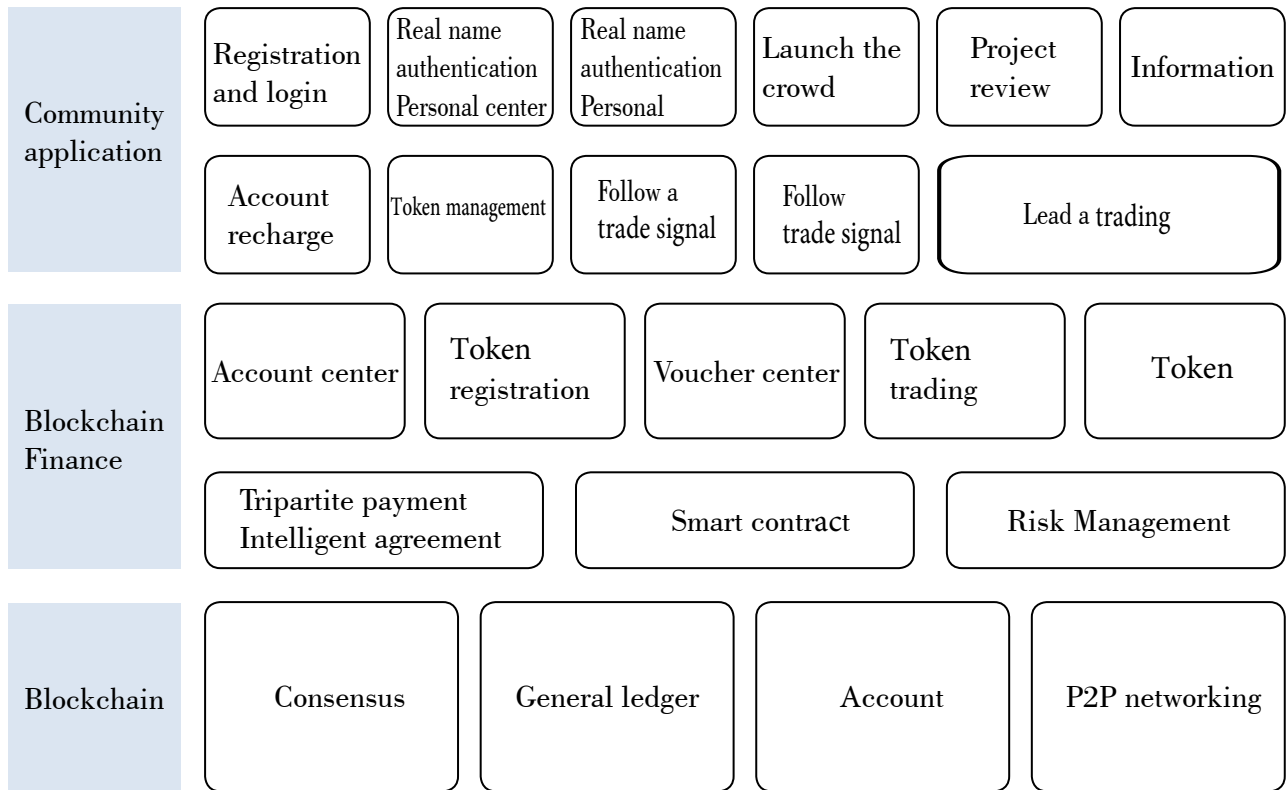 Community
application
Registration
and login
Real name
authentication
Personal center
Real name
authentication
Personal
Launch the
crowd
Project
review
Information
Account
recharge
Token management
Follow a
trade signal
Follow
trade signal
Lead a trading
Blockchain
Finance
Account center
Token
registration
Voucher center
Token
trading
Token
Tripartite payment
Intelligent agreement
Smart contract
Risk Management
Blockchain
Consensus
General ledger
Account
P2P networking